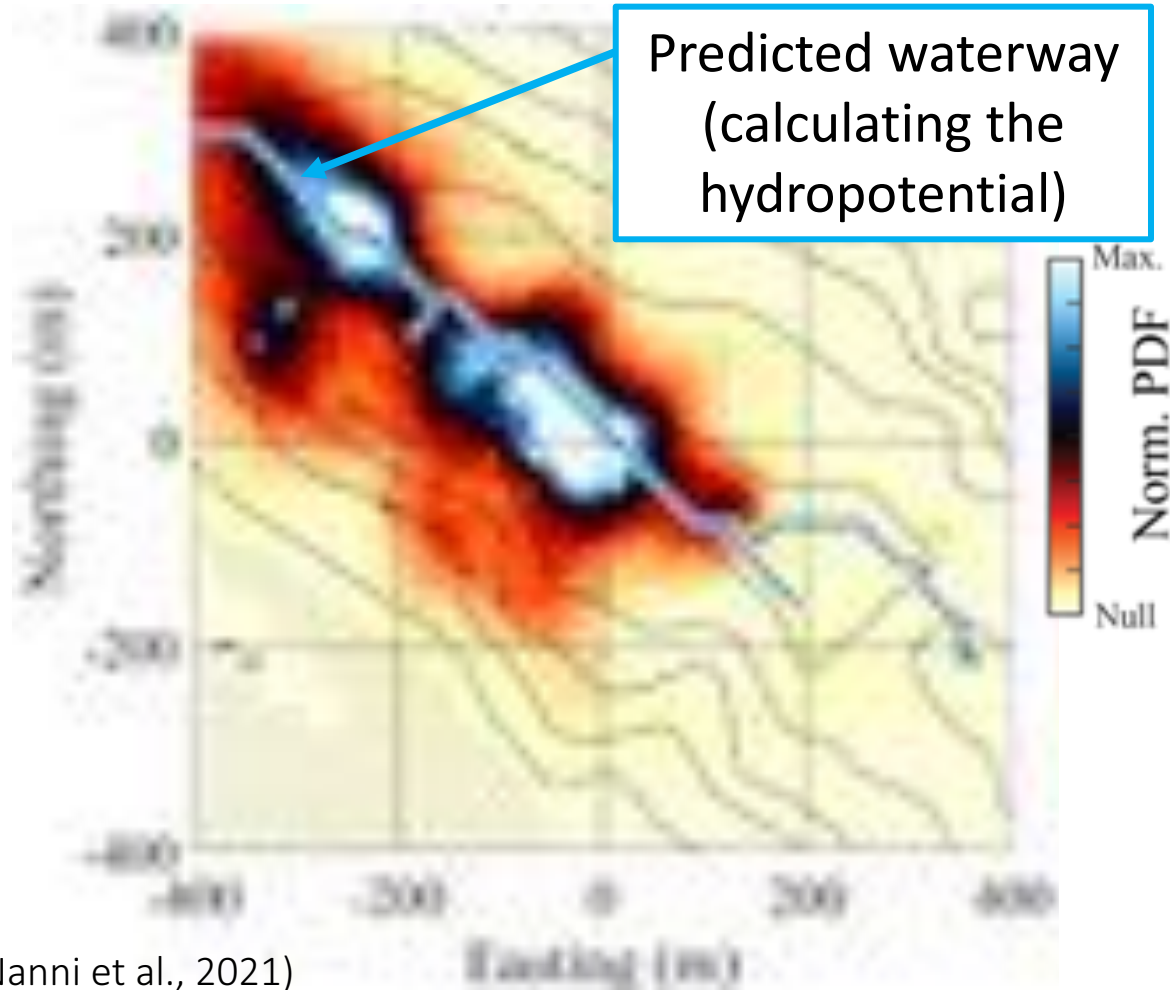 Predicted waterway
(calculating the
hydropotential)
400
200
0
-200
-400
Northing (m)
-400 -200 0 200 400
Easting (m)
Max.
Norm. PDF
Null
Nanni et al., 2021)